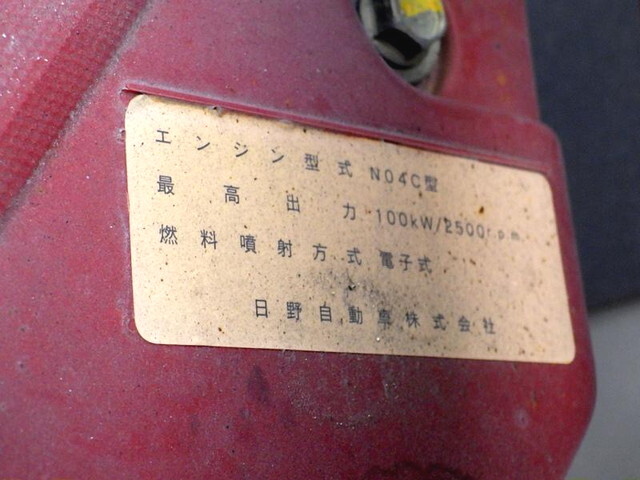 エンジン型式 N04C型
最高出力 100kW/2500r.p.m.
燃料噴射方式 電子式
日野自動車株式会社